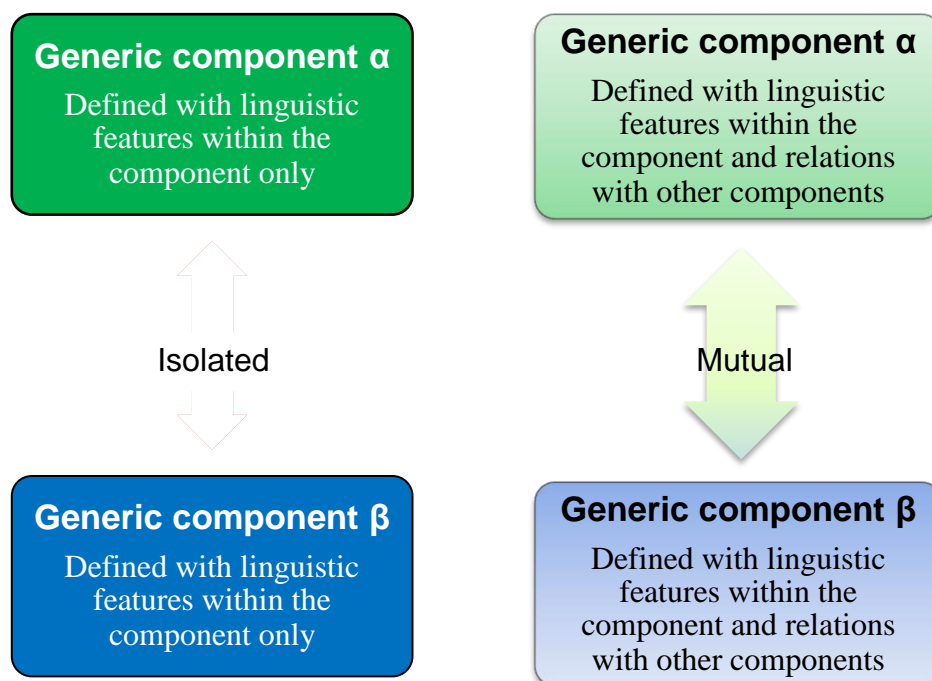 Generic component α
Defined with linguistic
features within the
component only
Isolated
Generic component β
Defined with linguistic
features within the
component only
Generic component α
Defined with linguistic
features within the
component and relations
with other components
Mutual
Generic component β
Defined with linguistic
features within the
component and relations
with other components